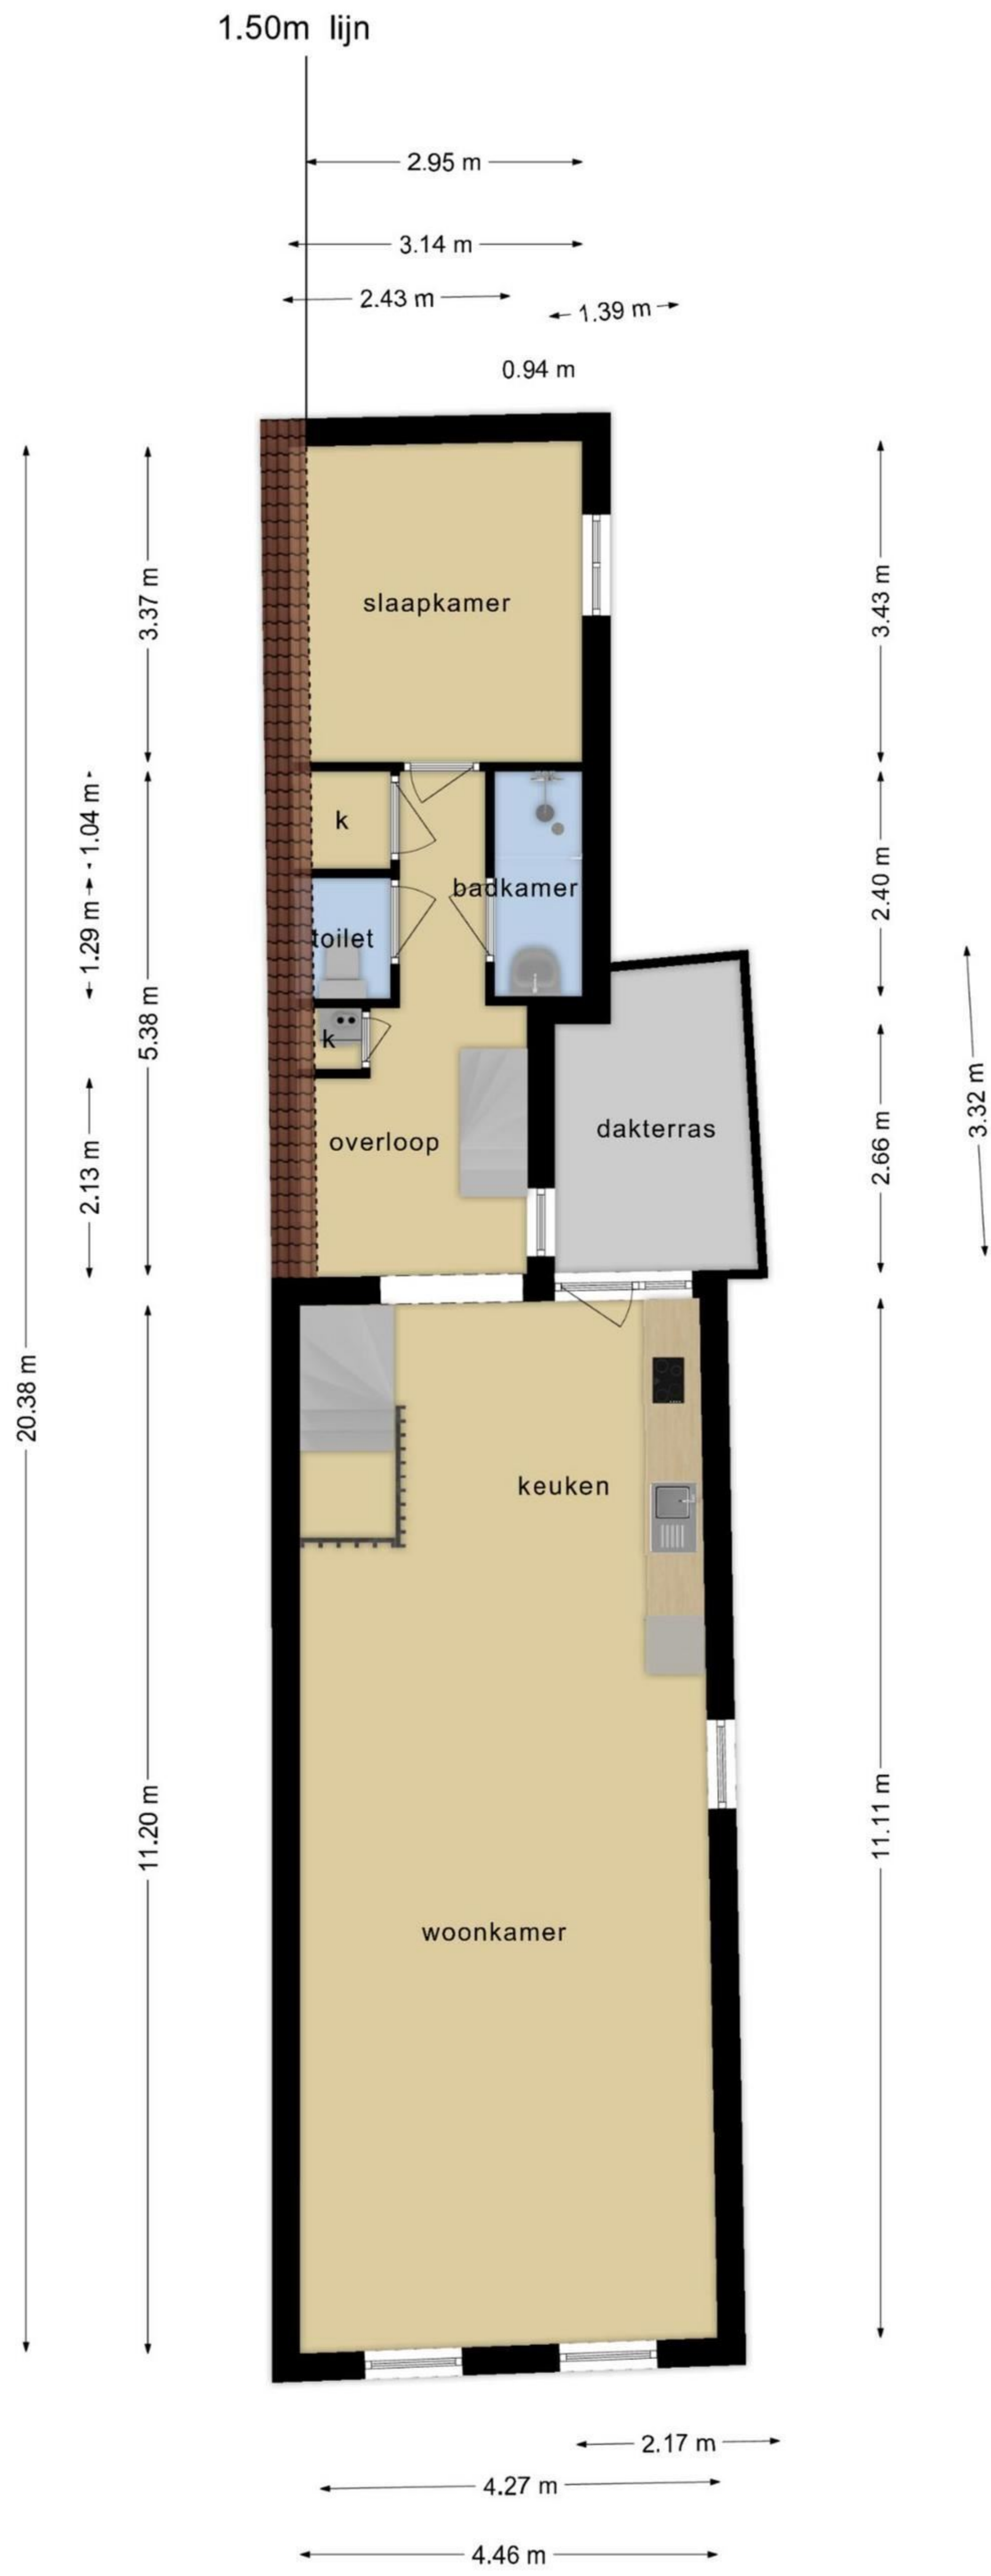 1.50m lijn
2.95 m
3.14 m
2.43 m
1.39 m
0.94 m
3.37 m
3.43 m
slaapkamer
1.04 m
k
2.40 m
badkamer
1.29 m
toilet
5.38 m
k
3.32 m
dakterras
2.66 m
overloop
2.13 m
20.38 m
keuken
11.20 m
11.11 m
woonkamer
2.17 m
4.27 m
4.46 m